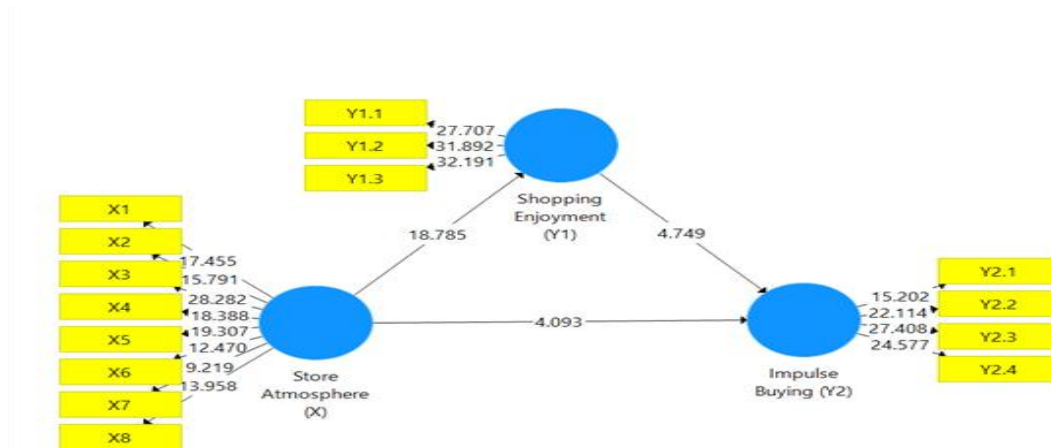 Y1.1
27.707
Y1.2
31.892
Y1.3
32.191
Shopping
Enjoyment
(Y1)
X1
X2
X3
X4
X5
X6
X7
X8
17.455
15.791
28.282
18.388
19.307
12.470
9.219
13.958
Store
Atmosphere
(X)
18.785
4.749
4.093
Impulse
Buying (Y2)
15.202
22.114
27.408
24.577
Y2.1
Y2.2
Y2.3
Y2.4